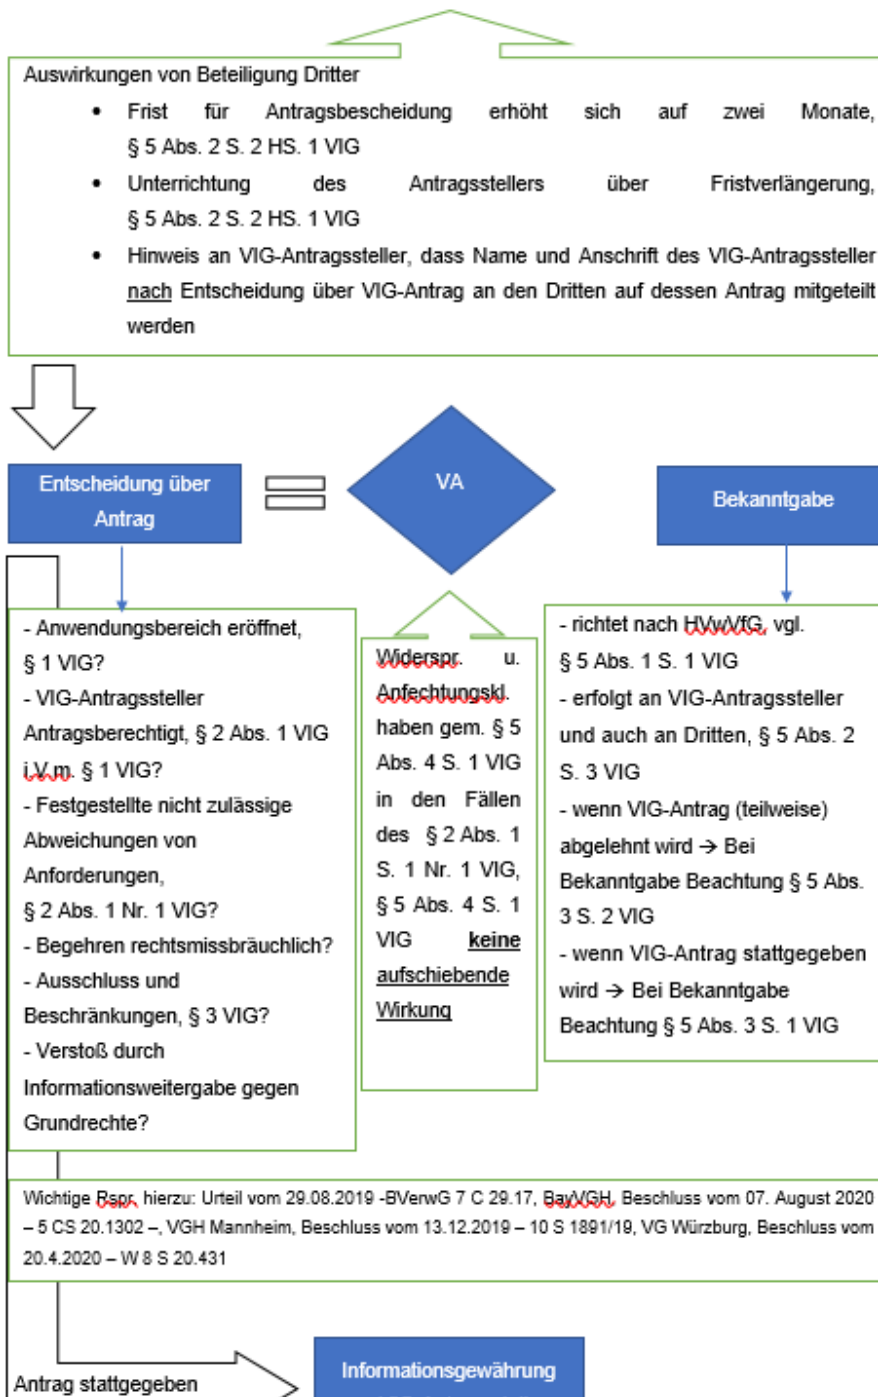 Auswirkungen von Beteiligung Dritter
• Frist für Antragsbescheidung erhöht sich auf zwei Monate,
§ 5 Abs. 2 S. 2 HS. 1 VIG
• Unterrichtung des Antragsstellers über Fristverlängerung,
§ 5 Abs. 2 S. 2 HS. 1 VIG
• Hinweis an VIG-Antragssteller, dass Name und Anschrift des VIG-Antragssteller
nach Entscheidung über VIG-Antrag an den Dritten auf dessen Antrag mitgeteilt
werden
Entscheidung über
Antrag
VA
Bekanntgabe
- Anwendungsbereich eröffnet,
§ 1 VIG?
- VIG-Antragssteller
Antragsberechtigt, § 2 Abs. 1 VIG
i.V.m. § 1 VIG?
- Festgestellte nicht zulässige
Abweichungen von
Anforderungen,
§ 2 Abs. 1 Nr. 1 VIG?
- Begehren rechtsmissbräuchlich?
- Ausschluss und
Beschränkungen, § 3 VIG?
- Verstoß durch
Informationsweitergabe gegen
Grundrechte?
Widerspr. u.
Anfechtungskl.
haben gem. § 5
Abs. 4 S. 1 VIG
in den Fällen
des § 2 Abs. 1
S. 1 Nr. 1 VIG,
§ 5 Abs. 4 S. 1
VIG keine
aufschiebende
Wirkung
- richtet nach HVwVfG, vgl.
§ 5 Abs. 1 S. 1 VIG
- erfolgt an VIG-Antragssteller
und auch an Dritten, § 5 Abs. 2
S. 3 VIG
- wenn VIG-Antrag (teilweise)
abgelehnt wird → Bei
Bekanntgabe Beachtung § 5 Abs.
3 S. 2 VIG
- wenn VIG-Antrag stattgegeben
wird → Bei Bekanntgabe
Beachtung § 5 Abs. 3 S. 1 VIG
Wichtige Rspr. hierzu: Urteil vom 29.08.2019 -BVerwG 7 C 29.17, BayVGH, Beschluss vom 07. August 2020
– 5 CS 20.1302 –, VGH Mannheim, Beschluss vom 13.12.2019 – 10 S 1891/19, VG Würzburg, Beschluss vom
20.4.2020 – W 8 S 20.431
Informationsgewährung
Antrag stattgegeben